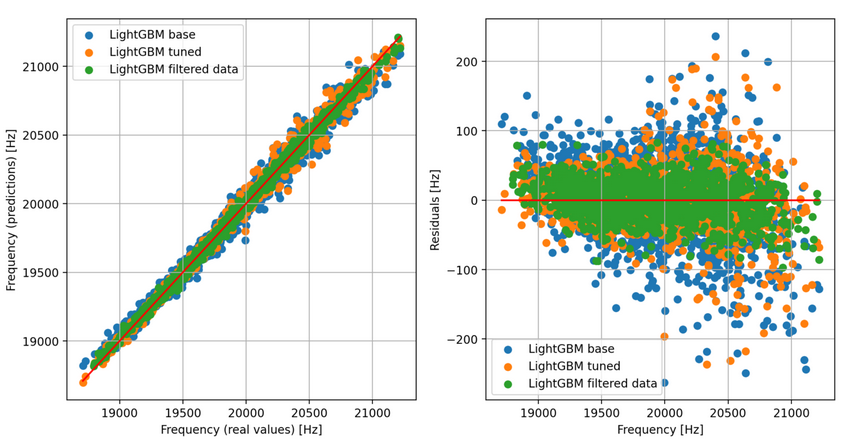 LightGBM base
LightGBM tuned
LightGBM filtered data
21000
20500
20000
19500
19000
Frequency (predictions) [Hz]
19000 19500 20000 20500 21000
Frequency (real values) [Hz]
200
100
0
−100
−200
Residuals [Hz]
LightGBM base
LightGBM tuned
LightGBM filtered data
19000 19500 20000 20500 21000
Frequency [Hz]